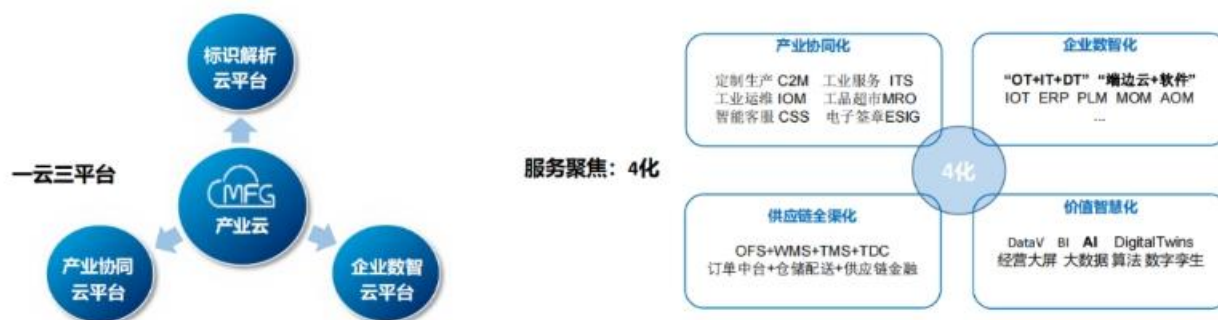 一云三平台
标识解析
云平台
CMFG
产业云
产业协同
云平台
企业数智
云平台
服务聚焦：4化
产业协同化
定制生产 C2M 工业服务 ITS
工业运维 IOM 工品超市MRO
智能客服 CSS 电子签章ESIG
企业数智化
“OT+IT+DT” “端边云+软件”
IOT ERP PLM MOM AOM
...
4化
供应链全渠化
OFS+WMS+TMS+TDC
订单中台+仓储配送+供应链金融
价值智慧化
DataV BI AI DigitalTwins
经营大屏 大数据 算法 数字孪生